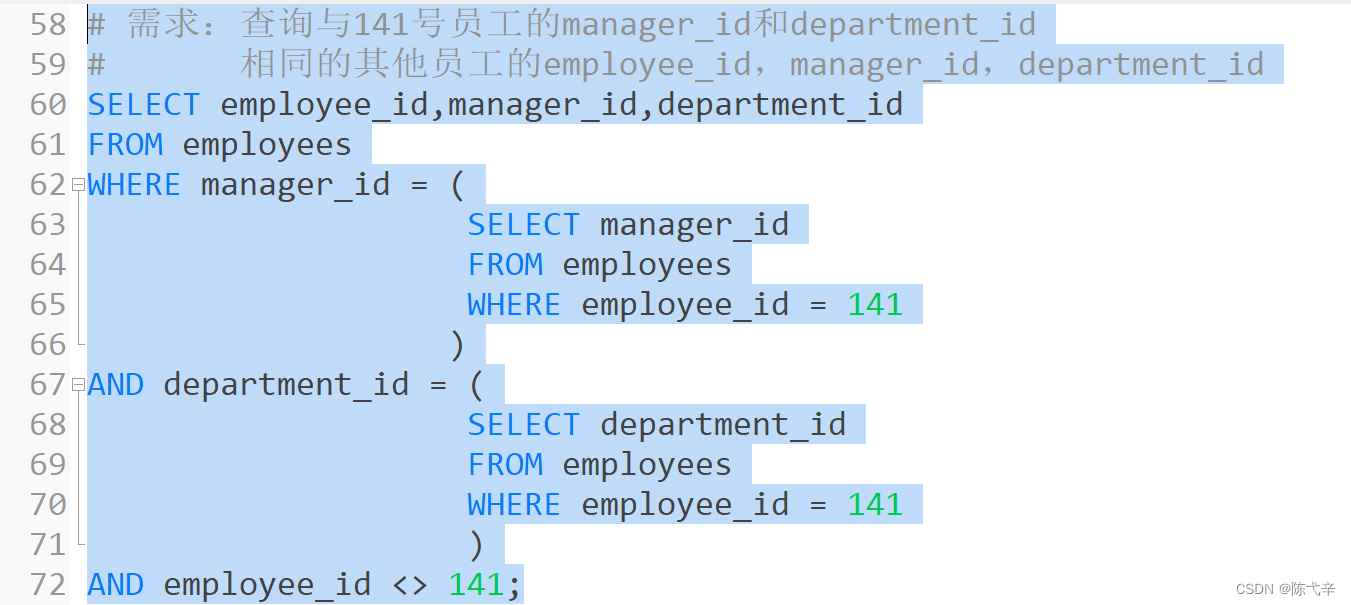 58 # 需求：查询与141号员工的manager_id和department_id
59 #       相同的其他员工的employee_id，manager_id，department_id
60 SELECT employee_id,manager_id,department_id
61 FROM employees
62 WHERE manager_id = (
63                     SELECT manager_id
64                     FROM employees
65                     WHERE employee_id = 141
66                    )
67 AND department_id = (
68                     SELECT department_id
69                     FROM employees
70                     WHERE employee_id = 141
71                     )
72 AND employee_id <> 141;
CSDN @陈弋辛